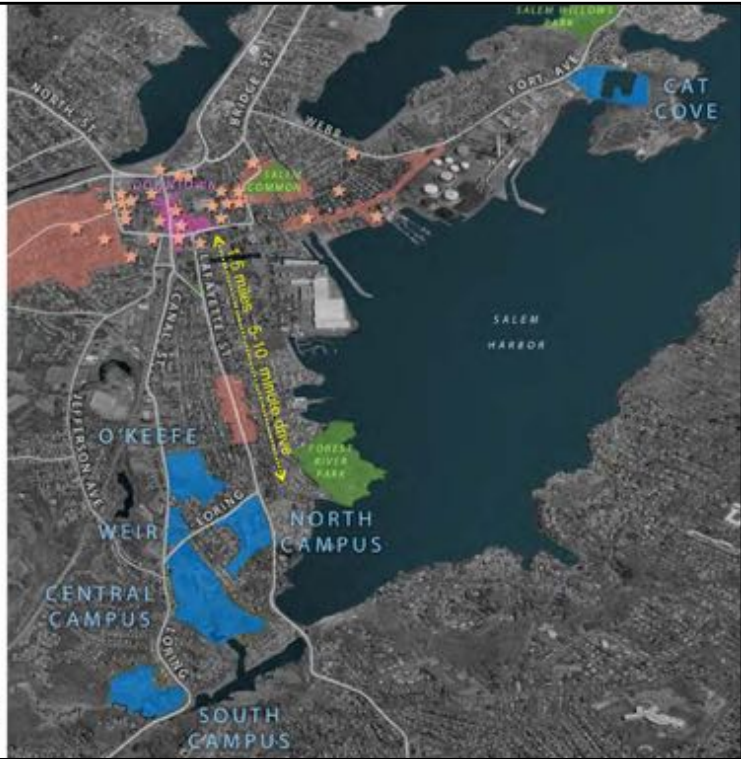 SALEM WILLOWS
PARK
FORT AVE
CAT
COVE
BRIDGE ST.
NORTH ST.
WEBB
DOWNTOWN
SALEM
COMMON
1.5 miles 5-10 minute drive
LAFAYETTE ST.
CANAL ST.
SALEM
HARBOR
JEFFERSON AVE
O'KEEFE
FOREST
RIVER
PARK
LORING
NORTH
CAMPUS
WEIR
CENTRAL
CAMPUS
LORING
SOUTH
CAMPUS